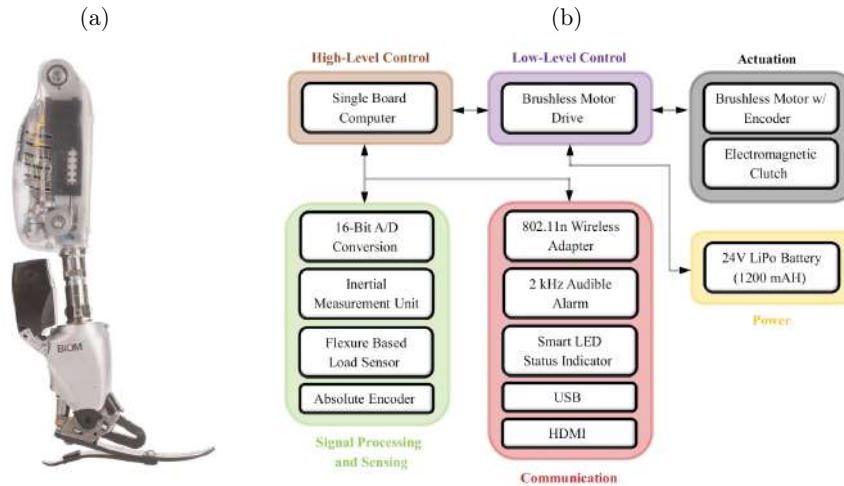 (a)
(b)
High-Level Control
Low-Level Control
Actuation
Single Board
Computer
Brushless Motor
Drive
Brushless Motor w/
Encoder
Electromagnetic
Clutch
16-Bit A/D
Conversion
Inertial
Measurement Unit
Flexure Based
Load Sensor
Absolute Encoder
Signal Processing
and Sensing
802.11n Wireless
Adapter
2 kHz Audible
Alarm
Smart LED
Status Indicator
USB
HDMI
Communication
24V LiPo Battery
(1200 mAH)
Power
BiOM